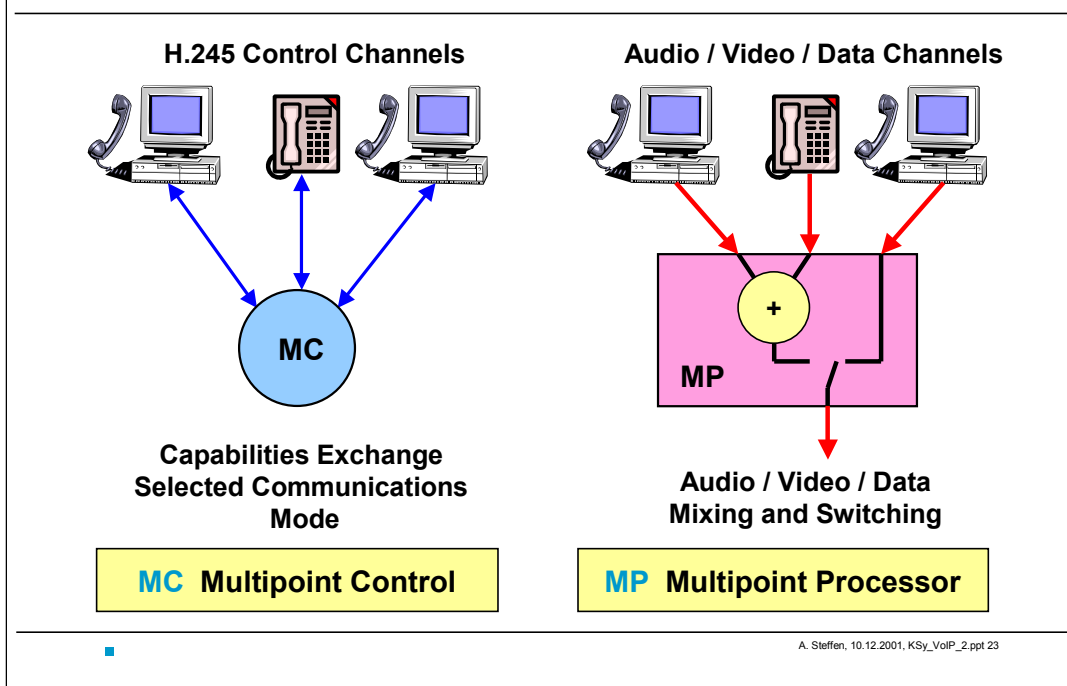 H.245 Control Channels
Audio / Video / Data Channels
MC
+
MP
Capabilities Exchange
Selected Communications
Mode
Audio / Video / Data
Mixing and Switching
MC Multipoint Control
MP Multipoint Processor
A. Steffen, 10.12.2001, KSy_VoIP_2.ppt 23